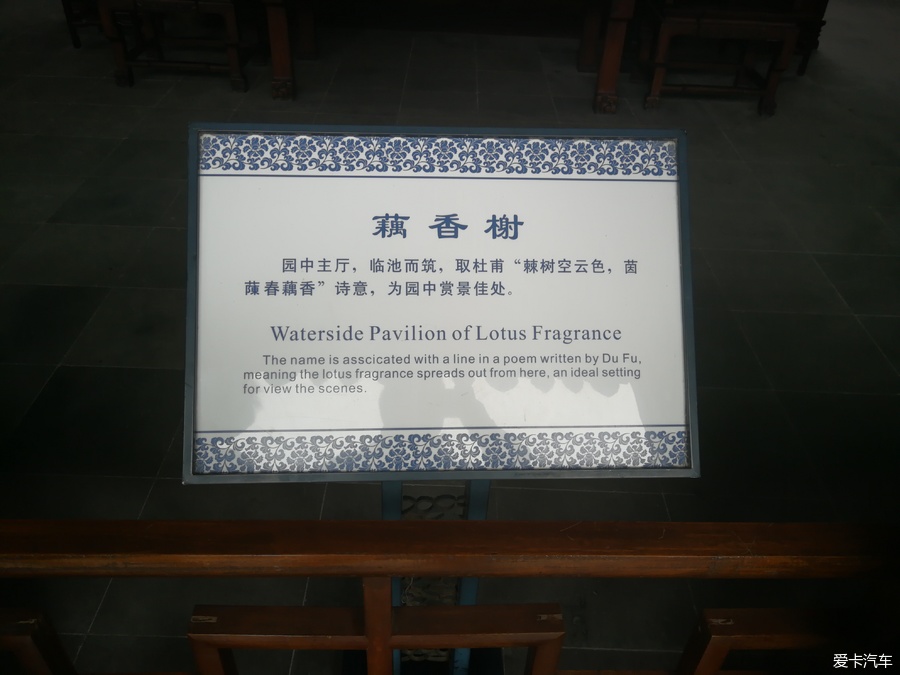 藕香榭
园中主厅，临池而筑，取杜甫“棘树空云色，茵
蔯春藕香”诗意，为园中赏景佳处。
Waterside Pavilion of Lotus Fragrance
The name is asscicated with a line in a poem written by Du Fu,
meaning the lotus fragrance spreads out from here, an ideal setting
for view the scenes.
爱卡汽车